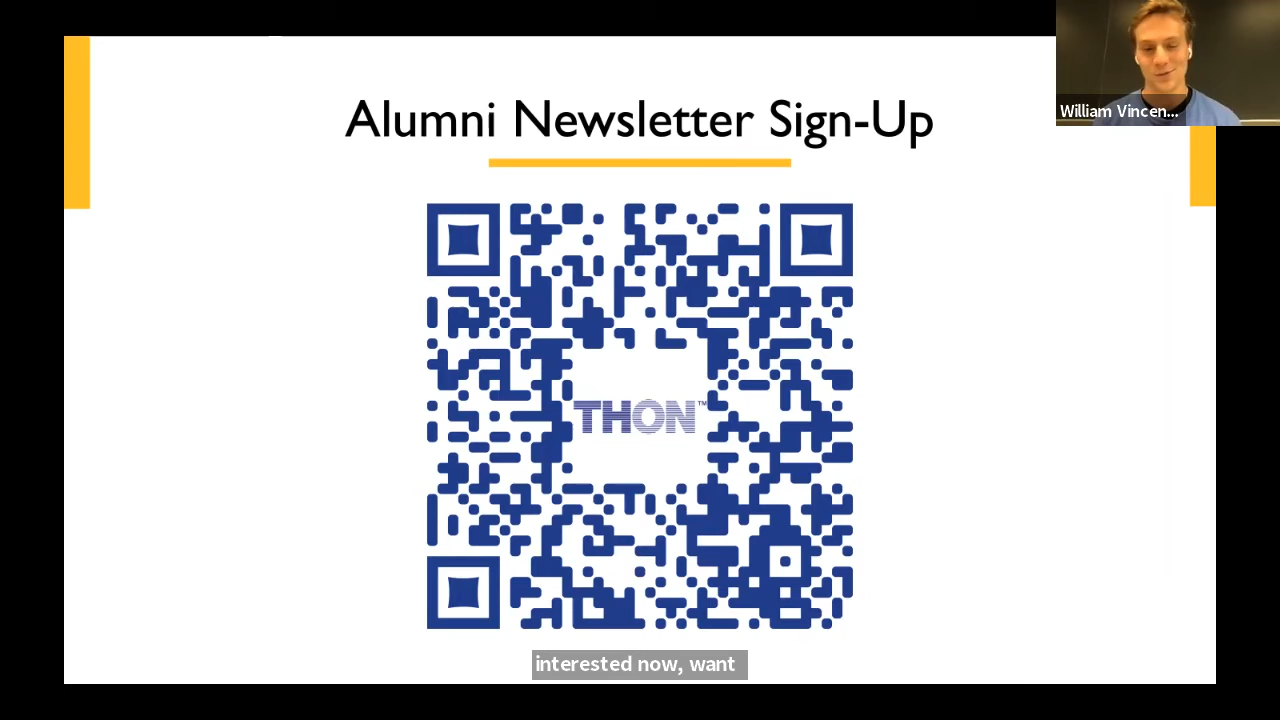 Alumni Newsletter Sign-Up
William Vincen...
THON™
interested now, want